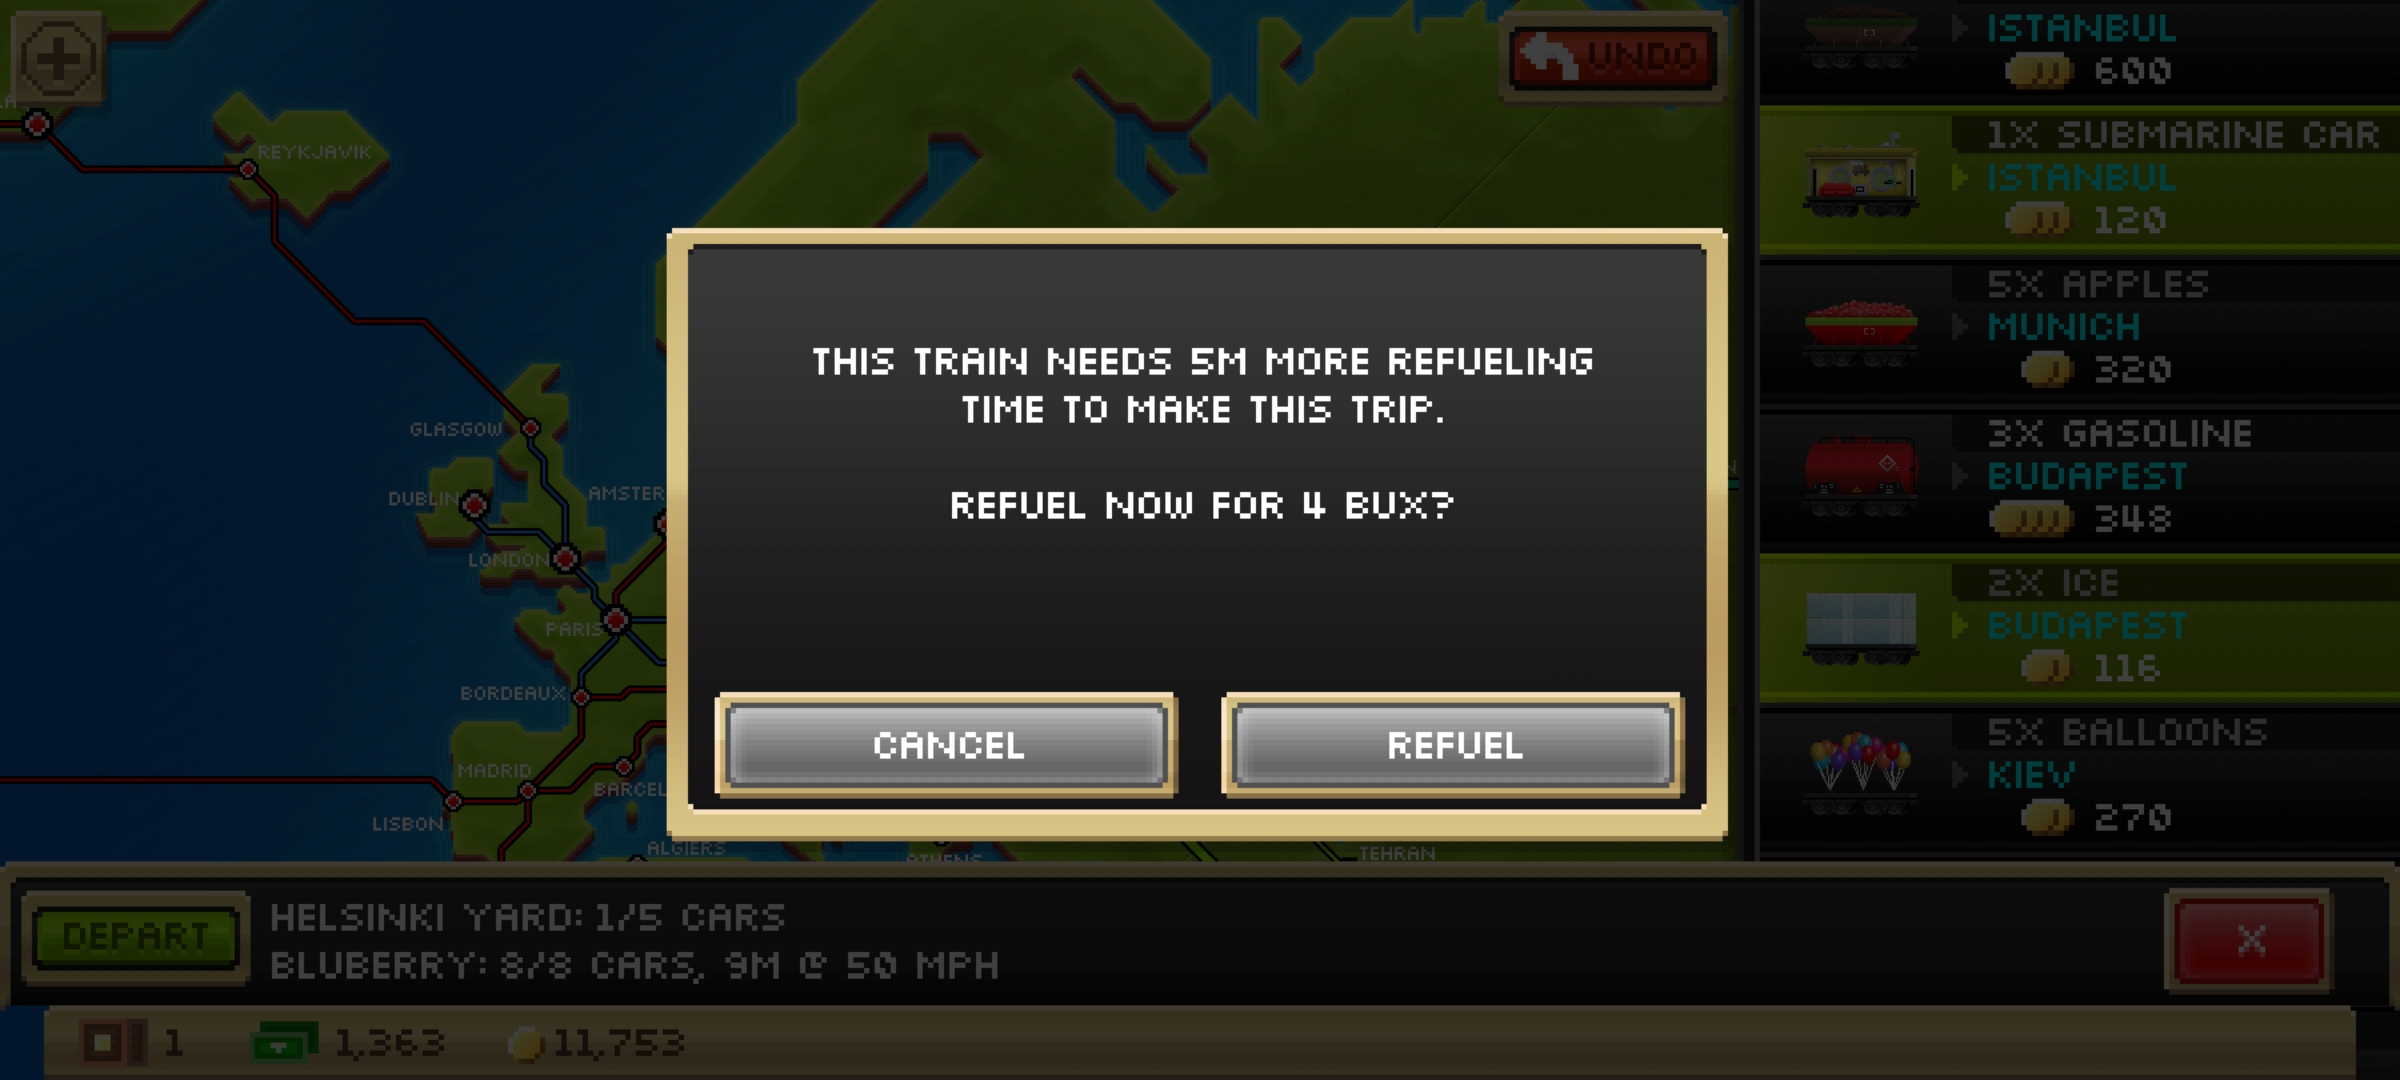 REYKJAVIK
GLASGOW
DUBLIN
LONDON
PARIS
BORDEAUX
MADRID
LISBON
ALGIERS
ATHENS
TEHRAN
UNDO
ISTANBUL
600
1X SUBMARINE CAR
ISTANBUL
120
5X APPLES
MUNICH
320
3X GASOLINE
BUDAPEST
348
2X ICE
BUDAPEST
116
5X BALLOONS
KIEV
270
THIS TRAIN NEEDS 5M MORE REFUELING
TIME TO MAKE THIS TRIP.
REFUEL NOW FOR 4 BUX?
CANCEL
REFUEL
DEPART
HELSINKI YARD: 1/5 CARS
BLUBERRY: 8/8 CARS, 9M @ 50 MPH
X
1
1,363
11,753